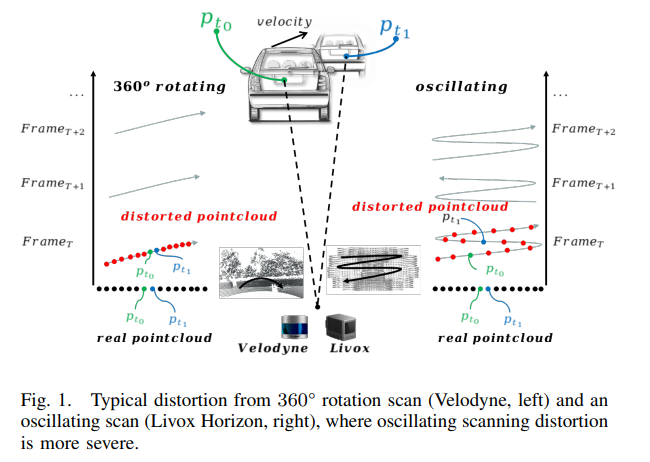 p_{t_0}
velocity
p_{t_1}
360° rotating
oscillating
...
...
Frame_{T+2}
Frame_{T+2}
Frame_{T+1}
Frame_{T+1}
distorted pointcloud
distorted pointcloud
p_{t_1}
Frame_T
Frame_T
p_{t_0}
p_{t_1}
p_{t_0}
p_{t_0}
p_{t_1}
p_{t_0}
p_{t_1}
real pointcloud
real pointcloud
Velodyne
Livox
Fig. 1. Typical distortion from 360° rotation scan (Velodyne, left) and an
oscillating scan (Livox Horizon, right), where oscillating scanning distortion
is more severe.